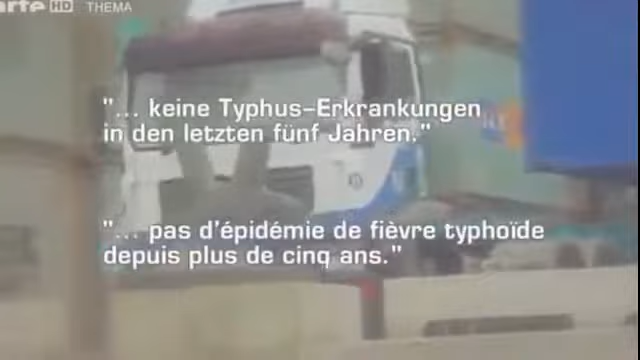 arte HD THEMA
"... keine Typhus-Erkrankungen
in den letzten fünf Jahren."
"... pas d'épidémie de fièvre typhoïde
depuis plus de cinq ans."